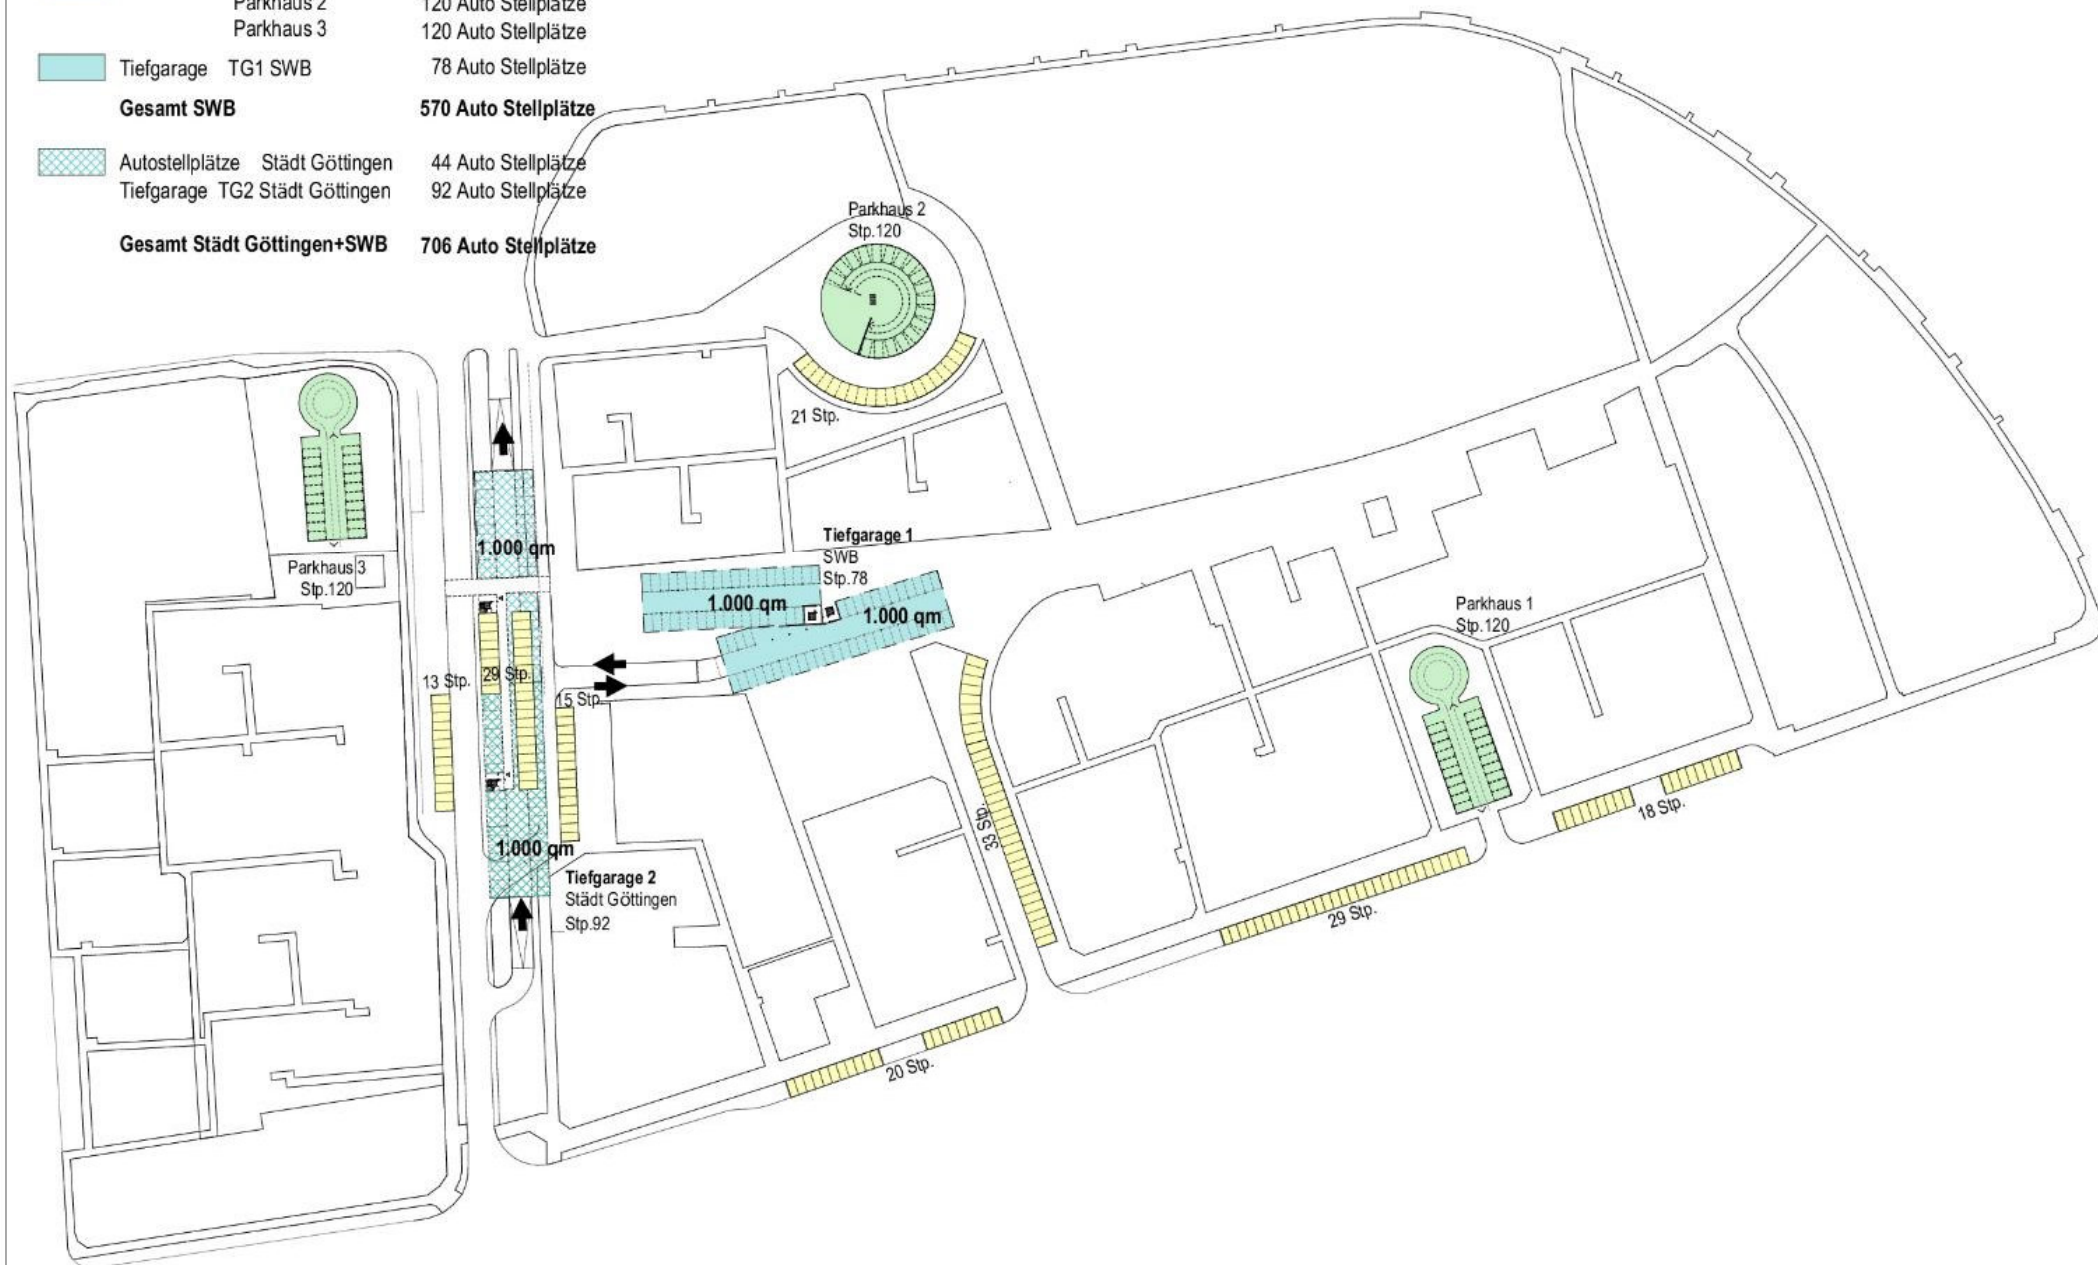 Parkhaus 2 120 Auto Stellplätze
Parkhaus 3 120 Auto Stellplätze
Tiefgarage TG1 SWB 78 Auto Stellplätze
Gesamt SWB 570 Auto Stellplätze
Autostellplätze Städt Göttingen 44 Auto Stellplätze
Tiefgarage TG2 Städt Göttingen 92 Auto Stellplätze
Gesamt Städt Göttingen+SWB 706 Auto Stellplätze
Parkhaus 2
Stp.120
21 Stp.
1.000 qm
Tiefgarage 1
SWB
Stp.78
Parkhaus 3
Stp.120
1.000 qm
1.000 qm
Parkhaus 1
Stp.120
13 Stp.
29 Stp.
15 Stp.
33 Stp.
18 Stp.
1.000 qm
Tiefgarage 2
Städt Göttingen
Stp.92
29 Stp.
20 Stp.